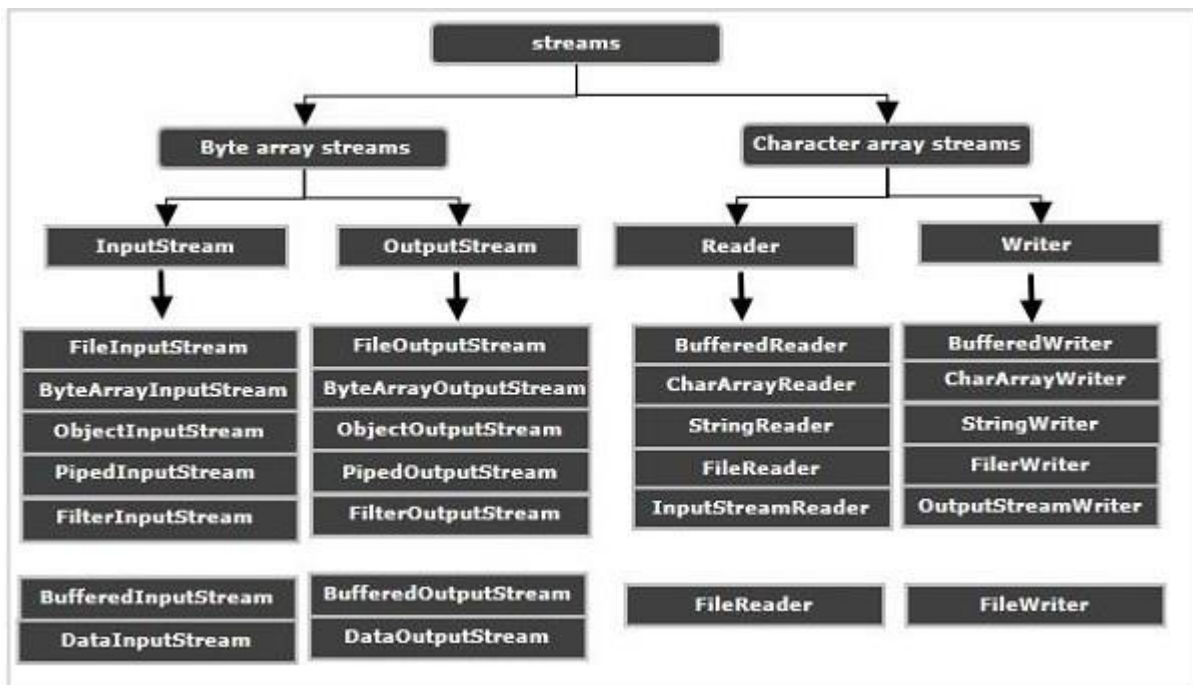 streams
Byte array streams
Character array streams
InputStream
OutputStream
Reader
Writer
FileInputStream
ByteArrayInputStream
ObjectInputStream
PipedInputStream
FilterInputStream
FileOutputStream
ByteArrayOutputStream
ObjectOutputStream
PipedOutputStream
FilterOutputStream
BufferedReader
CharArrayReader
StringReader
FileReader
InputStreamReader
BufferedWriter
CharArrayWriter
StringWriter
FilerWriter
OutputStreamWriter
BufferedInputStream
DataInputStream
BufferedOutputStream
DataOutputStream
FileReader
FileWriter